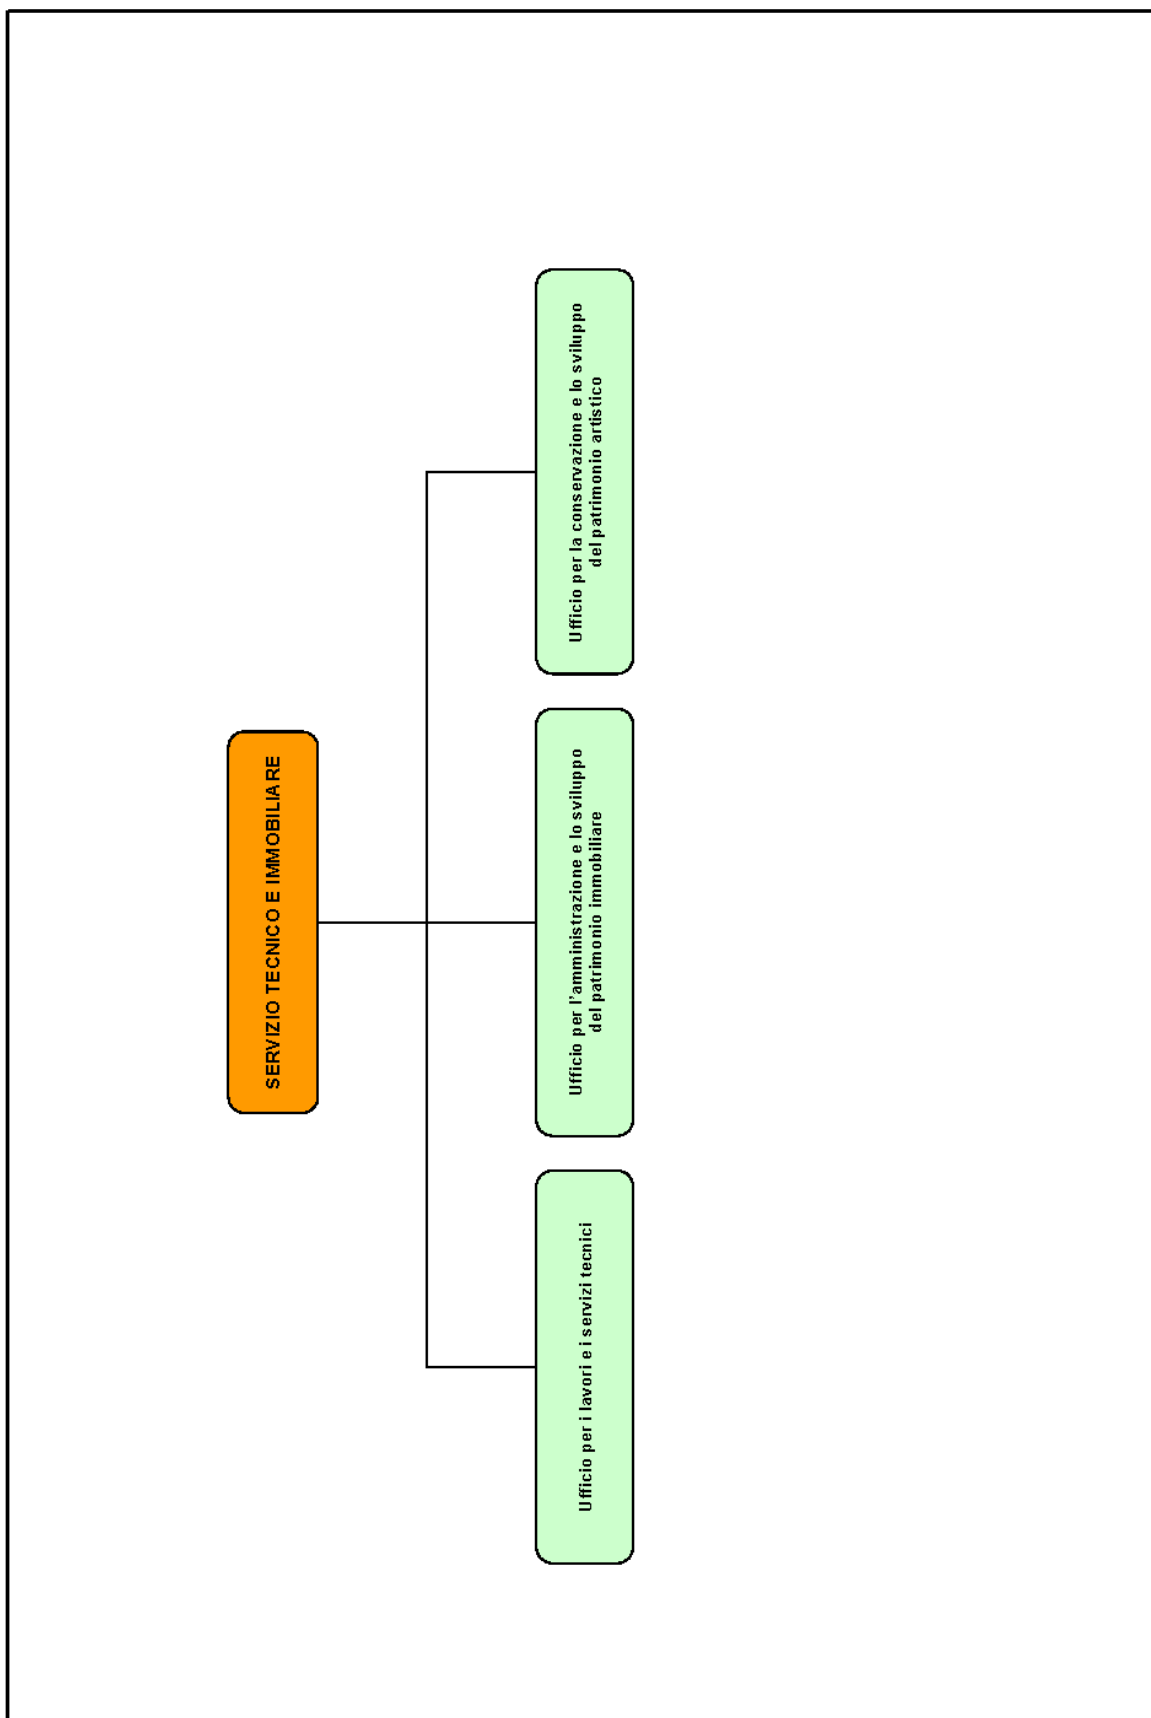 SERVIZIO TECNICO E IMMOBILIARE
Ufficio per i lavori e i servizi tecnici
Ufficio per l'amministrazione e lo sviluppo
del patrimonio immobiliare
Ufficio per la conservazione e lo sviluppo
del patrimonio artistico